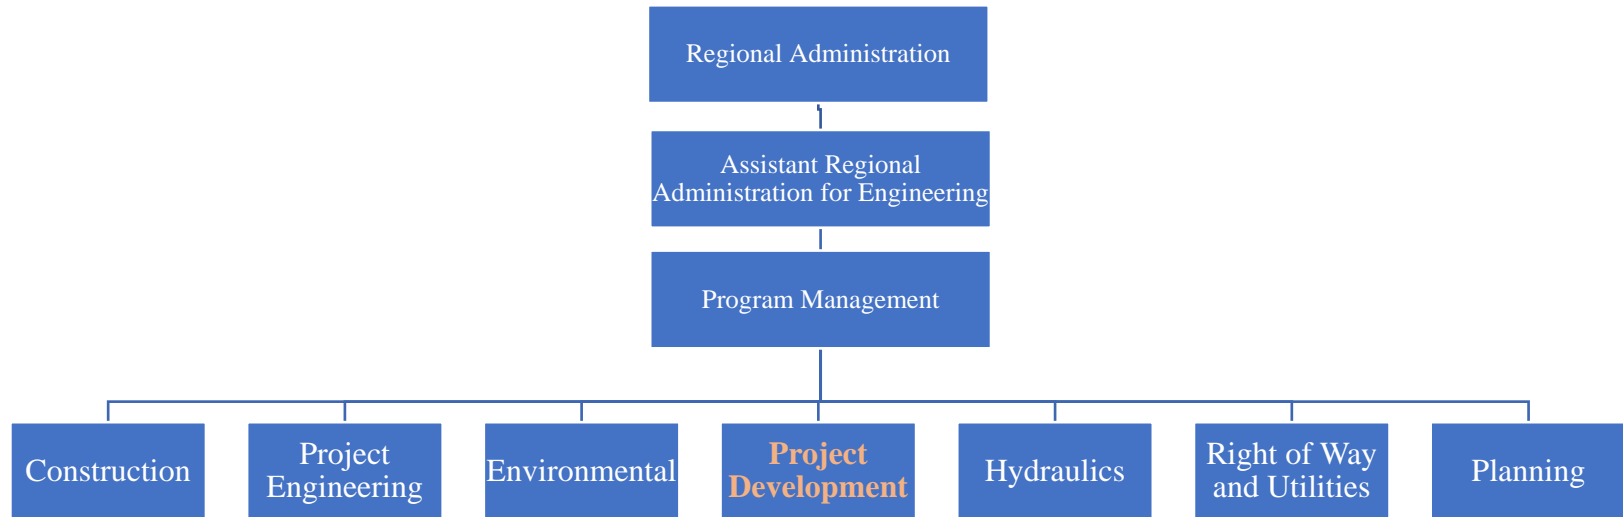 Regional Administration
Assistant Regional
Administration for Engineering
Program Management
Construction
Project
Engineering
Environmental
Project
Development
Hydraulics
Right of Way
and Utilities
Planning